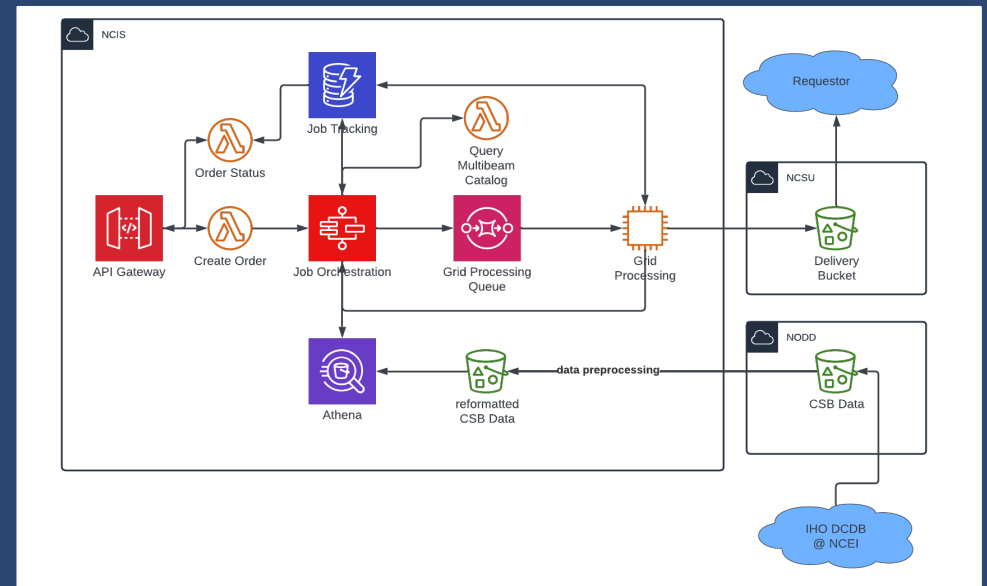 NCIS
Requestor
Job Tracking
Query
Multibeam
Catalog
Order Status
NCSU
API Gateway
Create Order
Job Orchestration
Grid Processing
Queue
Grid
Processing
Delivery
Bucket
NODD
data preprocessing
Athena
reformatted
CSB Data
CSB Data
IHO DCDB
@ NCEI